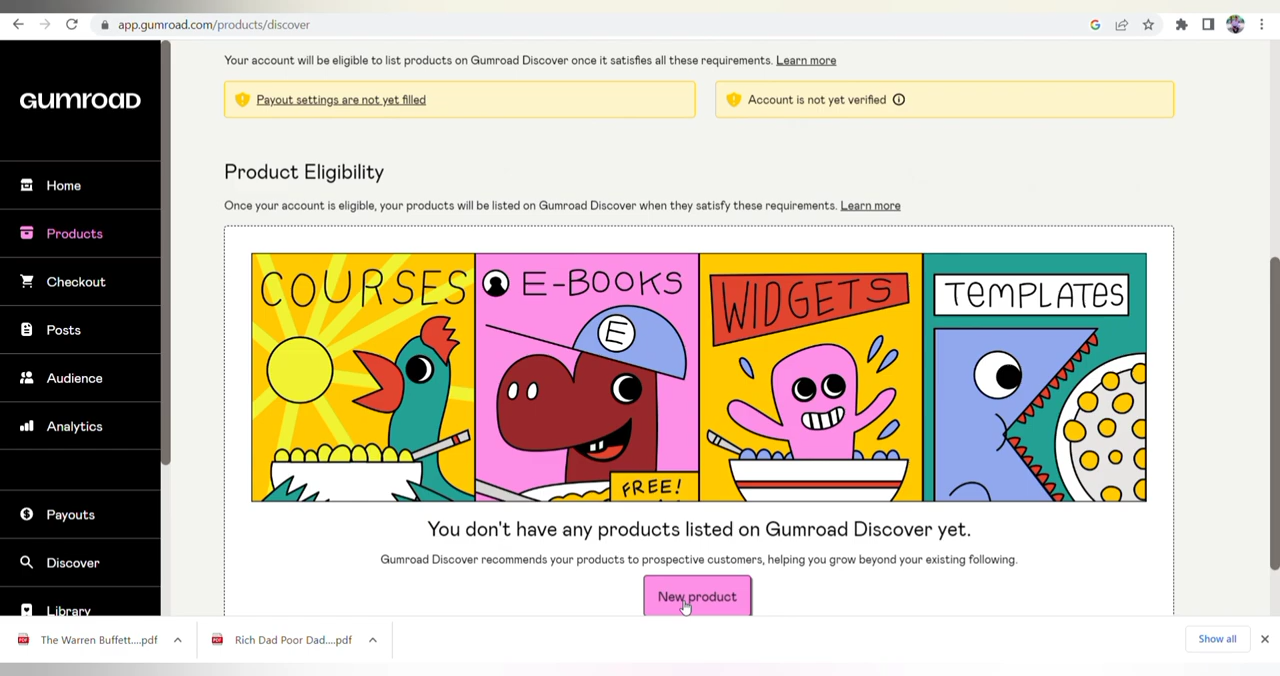 app.gumroad.com/products/discover
GUMROAD
Home
Products
Checkout
Posts
Audience
Analytics
Payouts
Discover
Library
Your account will be eligible to list products on Gumroad Discover once it satisfies all these requirements. Learn more
Payout settings are not yet filled
Account is not yet verified
Product Eligibility
Once your account is eligible, your products will be listed on Gumroad Discover when they satisfy these requirements. Learn more
COURSES
E-BOOKS
E
FREE!
WIDGETS
TEMPLATES
You don't have any products listed on Gumroad Discover yet.
Gumroad Discover recommends your products to prospective customers, helping you grow beyond your existing following.
New product
The Warren Buffett....pdf
Rich Dad Poor Dad....pdf
Show all